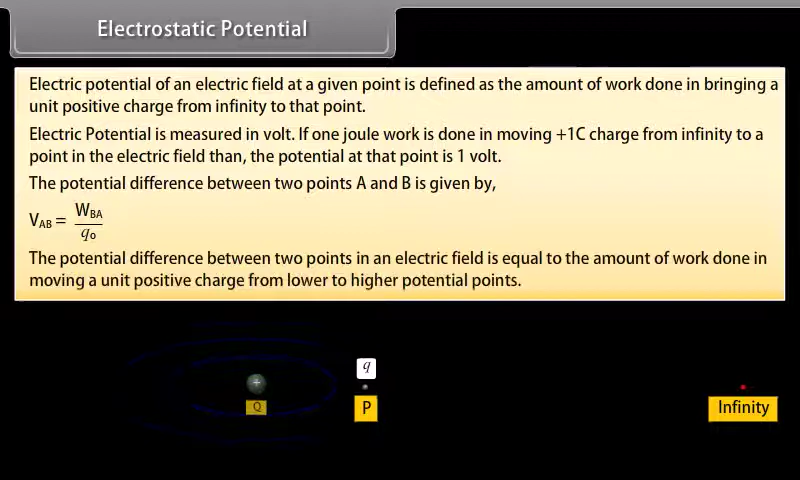 Electrostatic Potential
Electric potential of an electric field at a given point is defined as the amount of work done in bringing a
unit positive charge from infinity to that point.
Electric Potential is measured in volt. If one joule work is done in moving +1C charge from infinity to a
point in the electric field than, the potential at that point is 1 volt.
The potential difference between two points A and B is given by,
V_AB = W_BA / q_o
The potential difference between two points in an electric field is equal to the amount of work done in
moving a unit positive charge from lower to higher potential points.
q
+
Q
P
Infinity